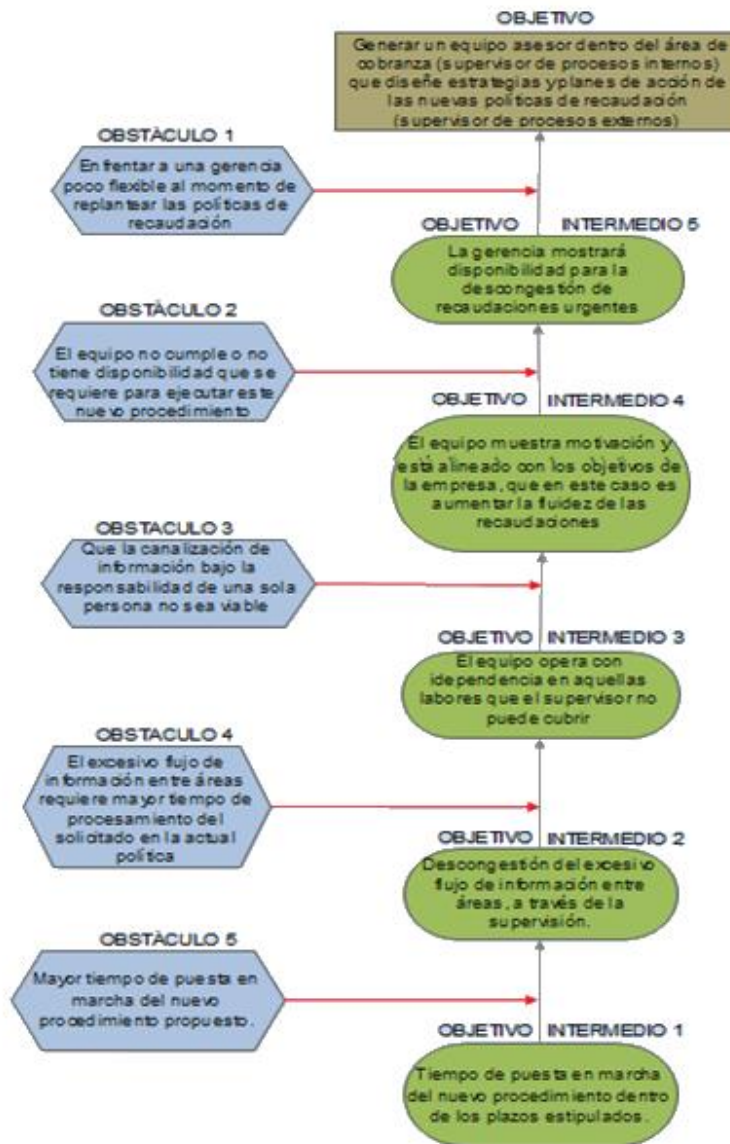 OBJETIVO
Generar un equipo asesor dentro del área de
cobranza (supervisor de procesos internos)
que diseñe estrategias y planes de acción de
las nuevas políticas de recaudación
(supervisor de procesos externos)
OBSTÀCULO 1
Enfrentar a una gerencia
poco flexible al momento de
replantear las políticas de
recaudación
OBJETIVO INTERMEDIO 5
La gerencia mostrará
disponibilidad para la
descongestión de
recaudaciones urgentes
OBSTÀCULO 2
El equipo no cumple o no
tiene disponibilidad que se
requiere para ejecutar este
nuevo procedimiento
OBJETIVO INTERMEDIO 4
El equipo muestra motivación y
está alineado con los objetivos de
la empresa, que en este caso es
aumentar la fluidez de las
recaudaciones
OBSTACULO 3
Que la canalización de
información bajo la
responsabilidad de una sola
persona no sea viable
OBJETIVO INTERMEDIO 3
El equipo opera con
idependencia en aquellas
labores que el supervisor no
puede cubrir
OBSTACULO 4
El excesivo flujo de
información entre áreas
requiere mayor tiempo de
procesamiento del
solicitado en la actual
política
OBJETIVO INTERMEDIO 2
Descongestión del excesivo
flujo de información entre
áreas, a través de la
supervisión.
OBSTÀCULO 5
Mayor tiempo de puesta en
marcha del nuevo
procedimiento propuesto.
OBJETIVO INTERMEDIO 1
Tiempo de puesta en marcha
del nuevo procedimiento dentro
de los plazos estipulados.